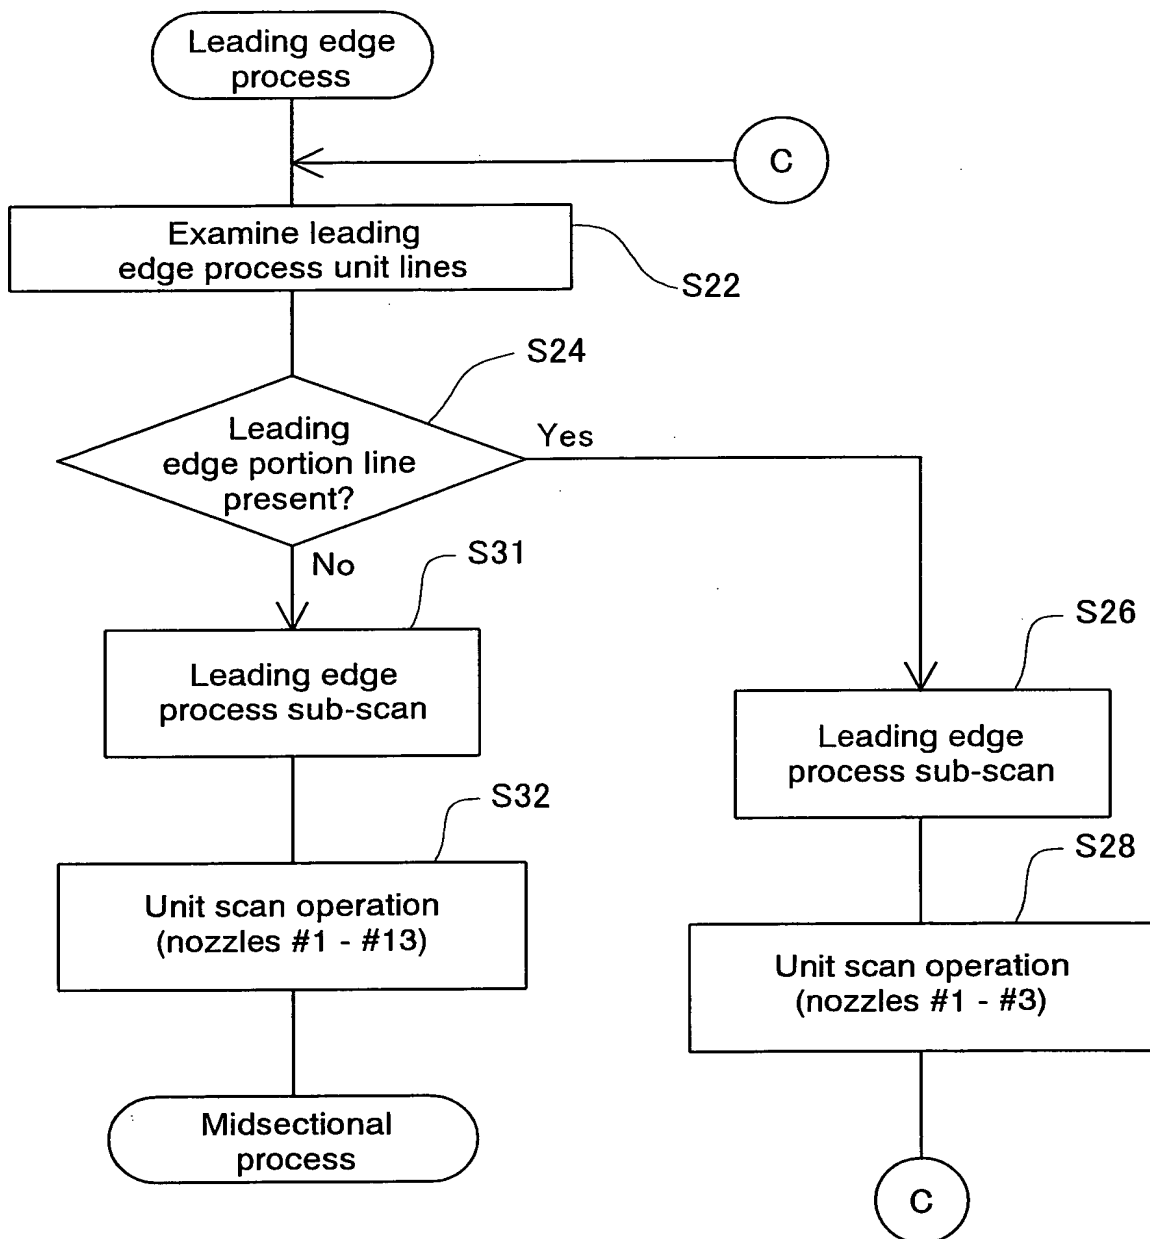 Leading edge
process
C
Examine leading
edge process unit lines
S22
S24
Leading
edge portion line
present?
Yes
No
S31
S26
Leading edge
process sub-scan
Leading edge
process sub-scan
S32
S28
Unit scan operation
(nozzles #1 - #13)
Unit scan operation
(nozzles #1 - #3)
Midsectional
process
C